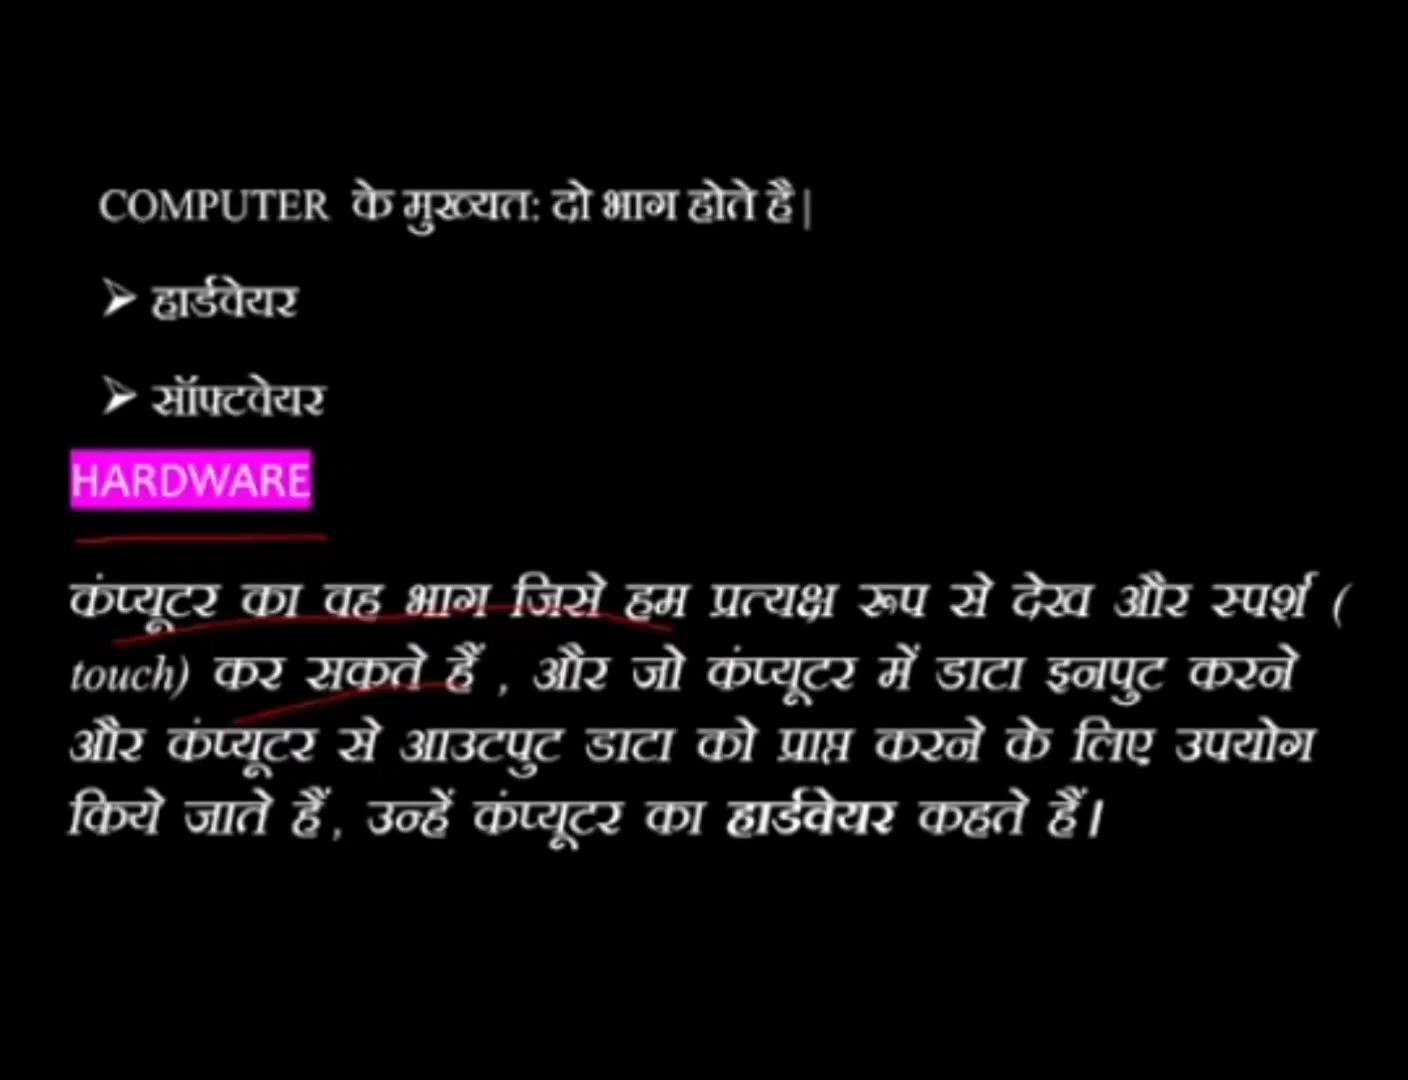 COMPUTER के मुख्यत: दो भाग होते है|
➢ हार्डवेयर
➢ सॉफ्टवेयर
HARDWARE
कंप्यूटर का वह भाग जिसे हम प्रत्यक्ष रूप से देख और स्पर्श (
touch) कर सकते हैं , और जो कंप्यूटर में डाटा इनपुट करने
और कंप्यूटर से आउटपुट डाटा को प्राप्त करने के लिए उपयोग
किये जाते हैं, उन्हें कंप्यूटर का हार्डवेयर कहते हैं।